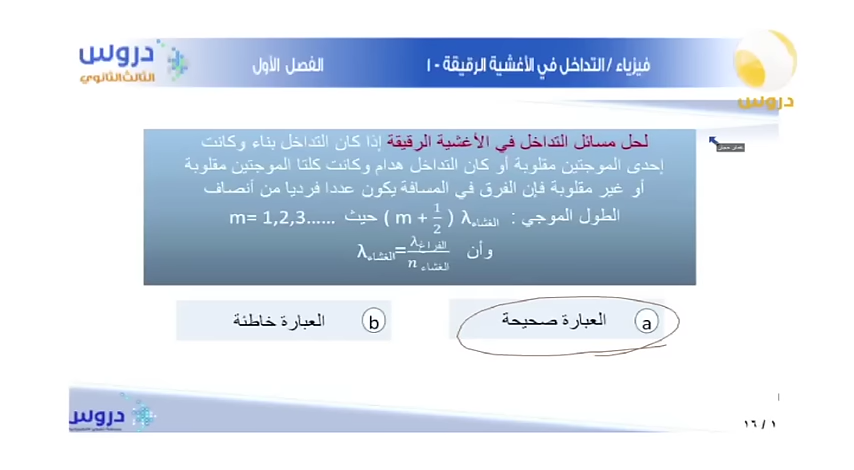 دروس
الثالث الثانوي
الفصل الأول
فيزياء / التداخل في الأغشية الرقيقة - ١
دروس
لحل مسائل التداخل في الأغشية الرقيقة إذا كان التداخل بناء وكانت
إحدى الموجتين مقلوبة أو كان التداخل هدام وكانت كلتا الموجتين مقلوبة
أو غير مقلوبة فإن الفرق في المسافة يكون عددا فرديا من أنصاف
الطول الموجي : λالغشاء ( m + 1/2 ) حيث m= 1,2,3......
وأن λالغشاء=λالفراغ/n الغشاء
a العبارة صحيحة
b العبارة خاطئة
دروس
١ / ١٦